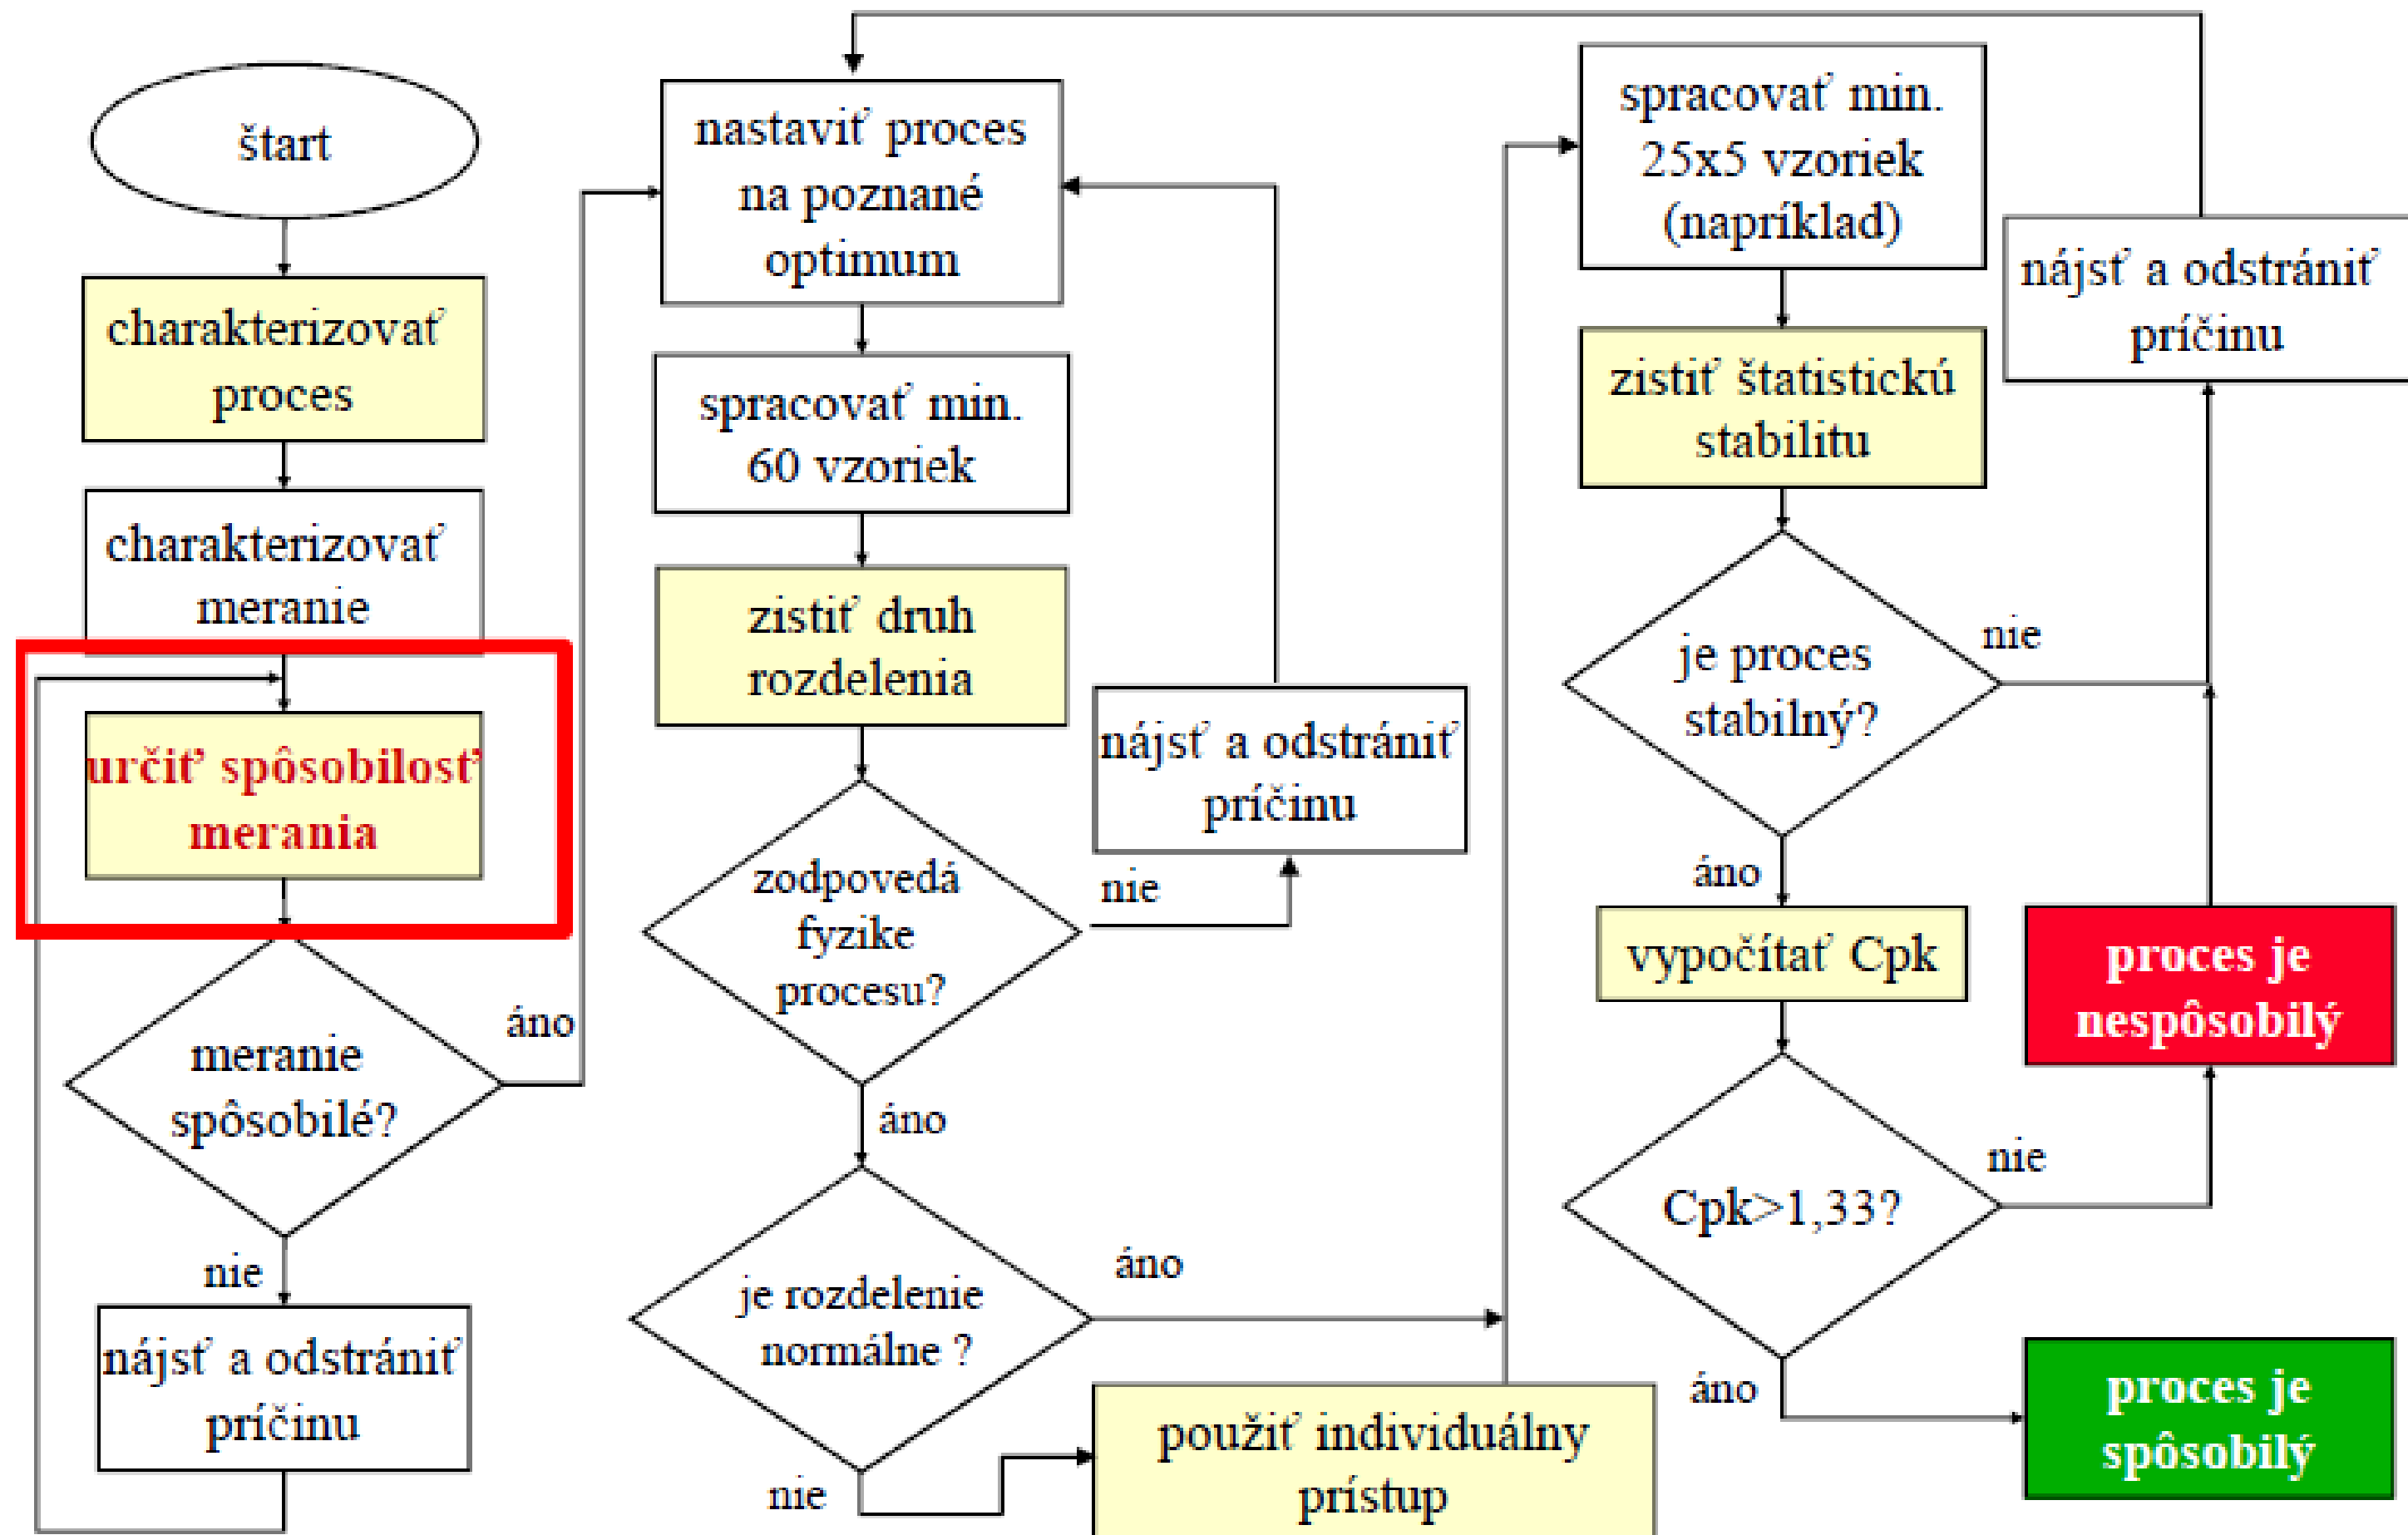 štart
charakterizovať
proces
charakterizovať
meranie
určiť spôsobilosť
merania
meranie
spôsobilé?
áno
nie
nájsť a odstrániť
príčinu
nastaviť proces
na poznané
optimum
spracovať min.
60 vzoriek
zistiť druh
rozdelenia
zodpovedá
fyzike
procesu?
nie
nájsť a odstrániť
príčinu
áno
je rozdelenie
normálne ?
áno
nie
použiť individuálny
prístup
spracovať min.
25x5 vzoriek
(napríklad)
zistiť štatistickú
stabilitu
je proces
stabilný?
nie
nájsť a odstrániť
príčinu
áno
vypočítať Cpk
Cpk>1,33?
nie
proces je
nespôsobilý
áno
proces je
spôsobilý